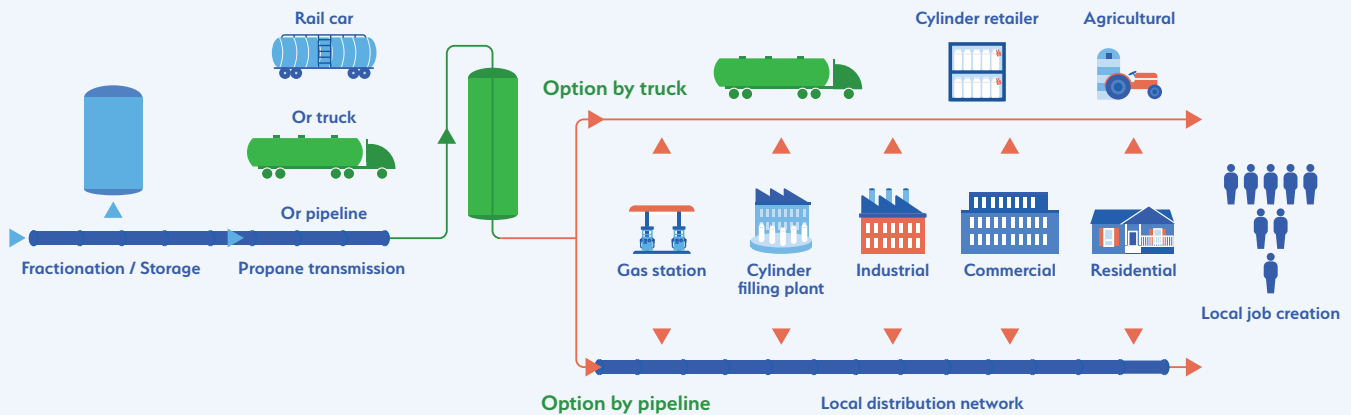 Rail car
Cylinder retailer
Agricultural
Option by truck
Or truck
Or pipeline
Fractionation / Storage
Propane transmission
Gas station
Cylinder
filling plant
Industrial
Commercial
Residential
Local job creation
Option by pipeline
Local distribution network